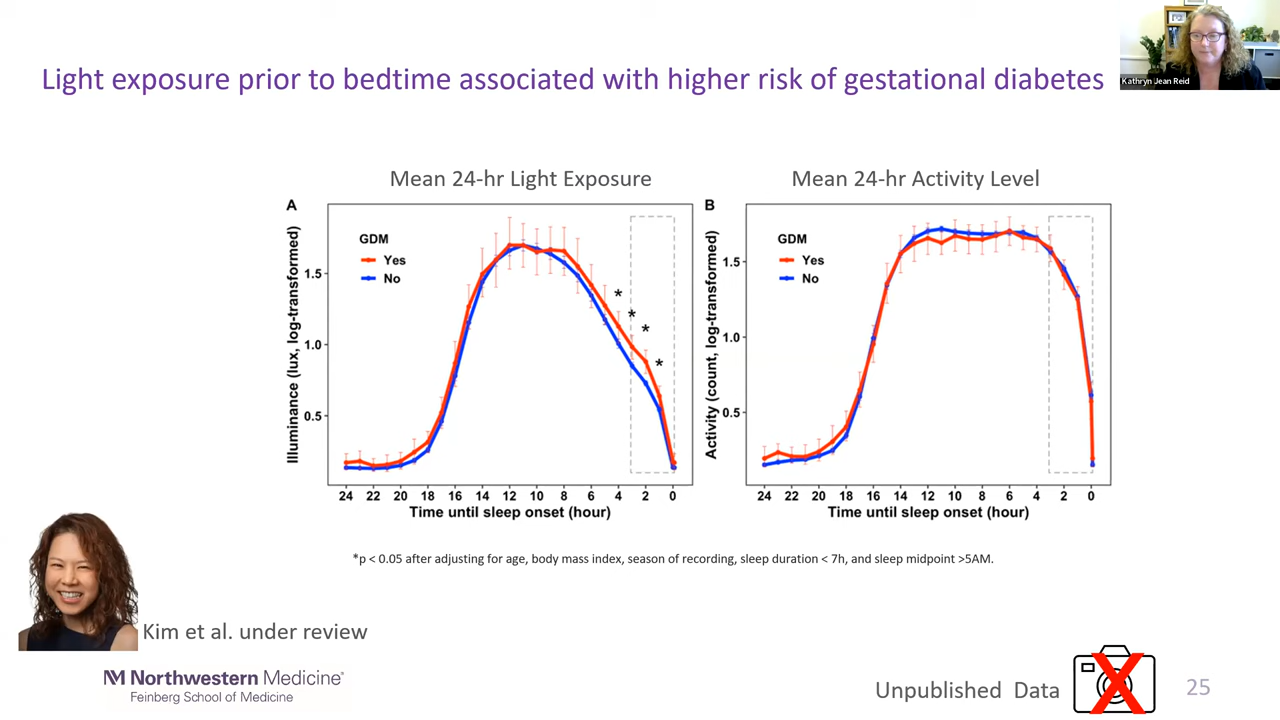 Light exposure prior to bedtime associated with higher risk of gestational diabetes
Kathryn Jean Reid
Mean 24-hr Light Exposure
A
GDM
Yes
No
Illuminance (lux, log-transformed)
1.5
1.0
0.5
*
*
*
*
24 22 20 18 16 14 12 10 8 6 4 2 0
Time until sleep onset (hour)
Mean 24-hr Activity Level
B
GDM
Yes
No
Activity (count, log-transformed)
1.5
1.0
0.5
24 22 20 18 16 14 12 10 8 6 4 2 0
Time until sleep onset (hour)
*p < 0.05 after adjusting for age, body mass index, season of recording, sleep duration < 7h, and sleep midpoint >5AM.
Kim et al. under review
NM Northwestern Medicine®
Feinberg School of Medicine
Unpublished Data
25